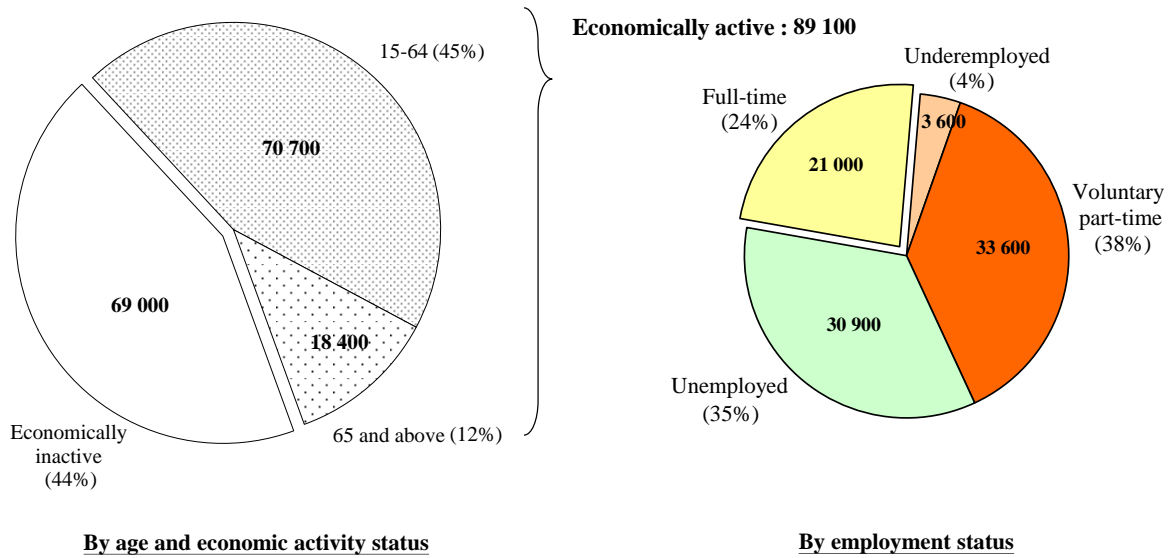 15-64 (45%)
70 700
69 000
18 400
Economically
inactive
(44%)
65 and above (12%)
By age and economic activity status
Economically active : 89 100
Underemployed
(4%)
Full-time
(24%)
3 600
21 000
Voluntary
part-time
(38%)
33 600
30 900
Unemployed
(35%)
By employment status